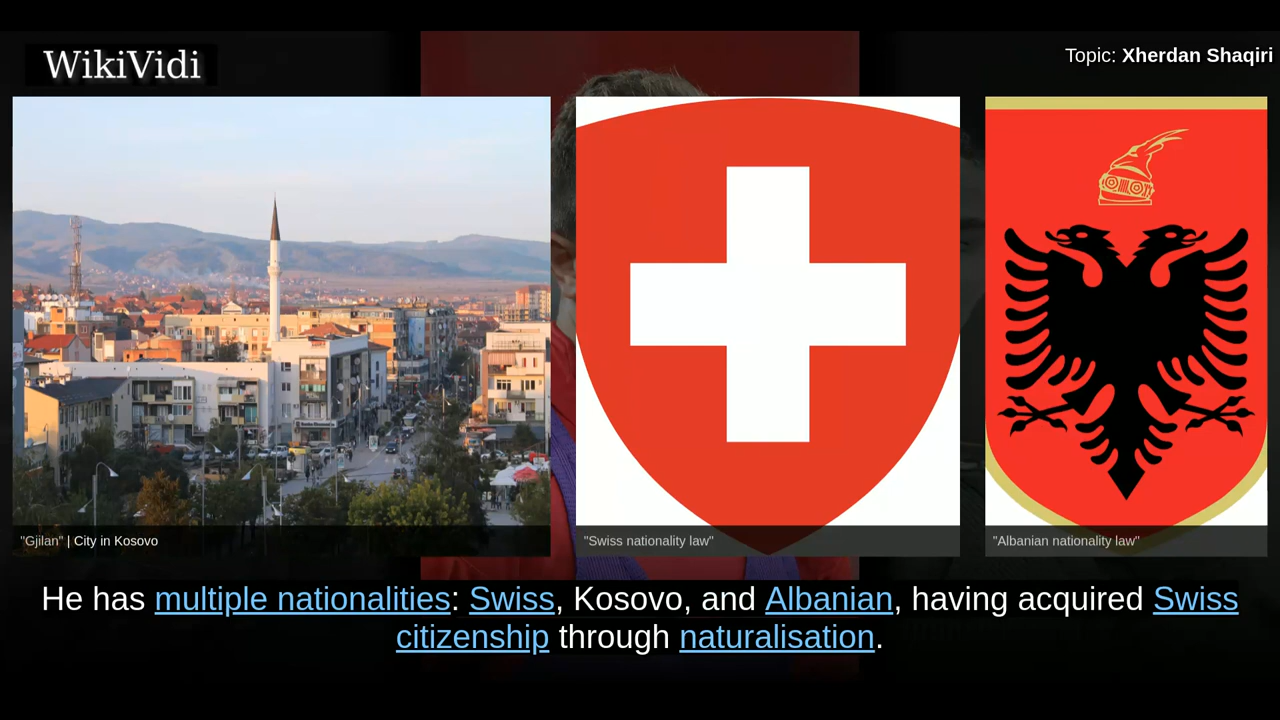 WikiVidi
Topic: Xherdan Shaqiri
"Gjilan" | City in Kosovo
"Swiss nationality law"
"Albanian nationality law"
He has multiple nationalities: Swiss, Kosovo, and Albanian, having acquired Swiss
citizenship through naturalisation.